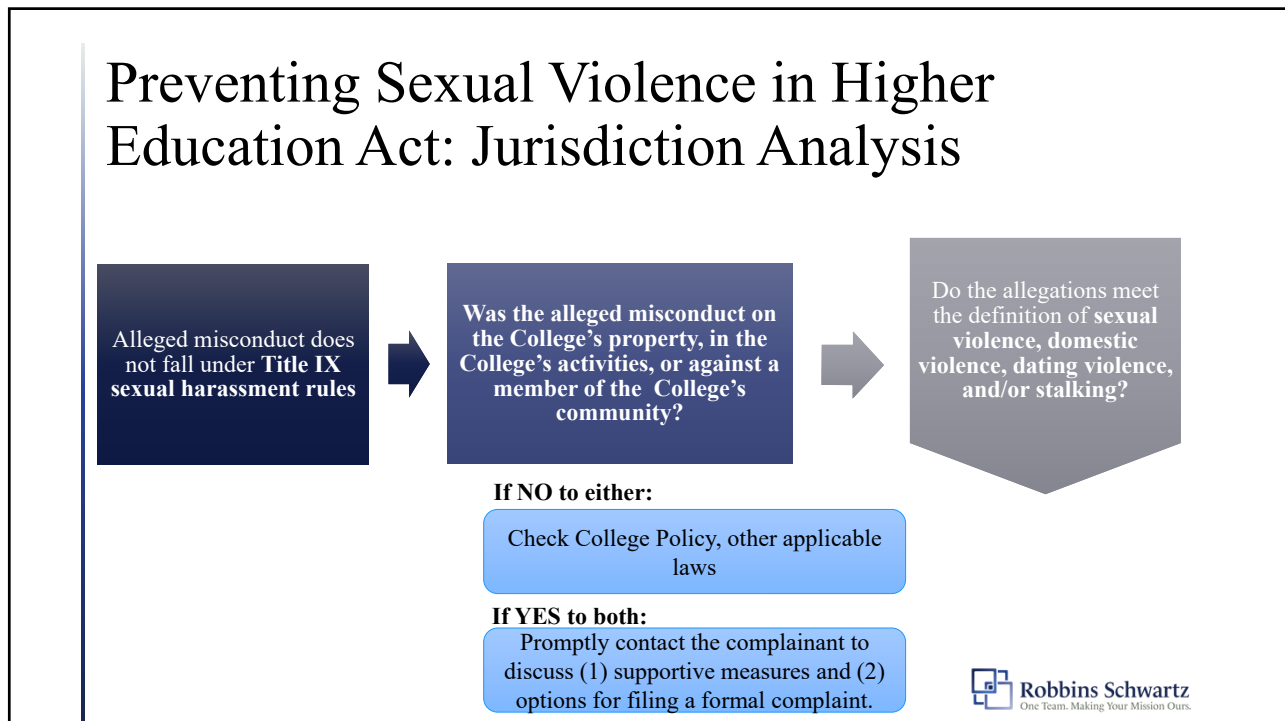 Preventing Sexual Violence in Higher
Education Act: Jurisdiction Analysis
Alleged misconduct does
not fall under Title IX
sexual harassment rules
Was the alleged misconduct on
the College’s property, in the
College’s activities, or against a
member of the College’s
community?
Do the allegations meet
the definition of sexual
violence, domestic
violence, dating violence,
and/or stalking?
If NO to either:
Check College Policy, other applicable
laws
If YES to both:
Promptly contact the complainant to
discuss (1) supportive measures and (2)
options for filing a formal complaint.
Robbins Schwartz
One Team. Making Your Mission Ours.